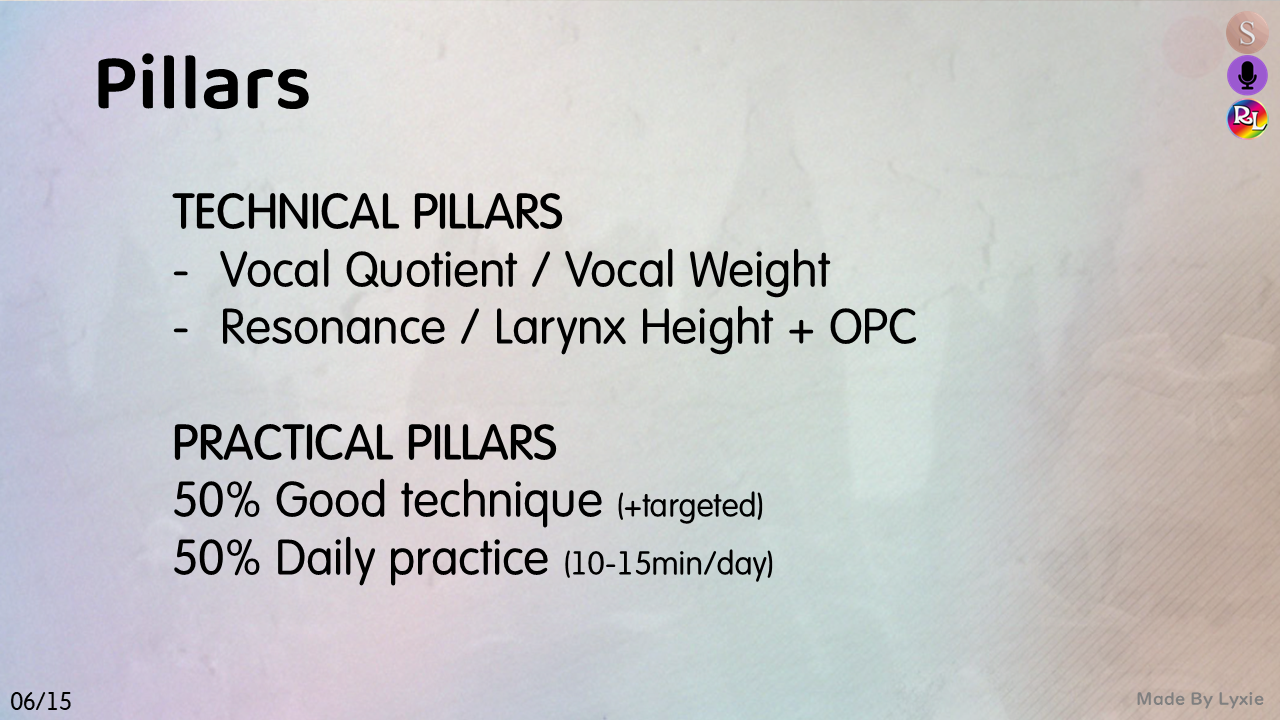 Pillars
S
RL
TECHNICAL PILLARS
- Vocal Quotient / Vocal Weight
- Resonance / Larynx Height + OPC
PRACTICAL PILLARS
50% Good technique (+targeted)
50% Daily practice (10-15min/day)
06/15
Made By Lyxie